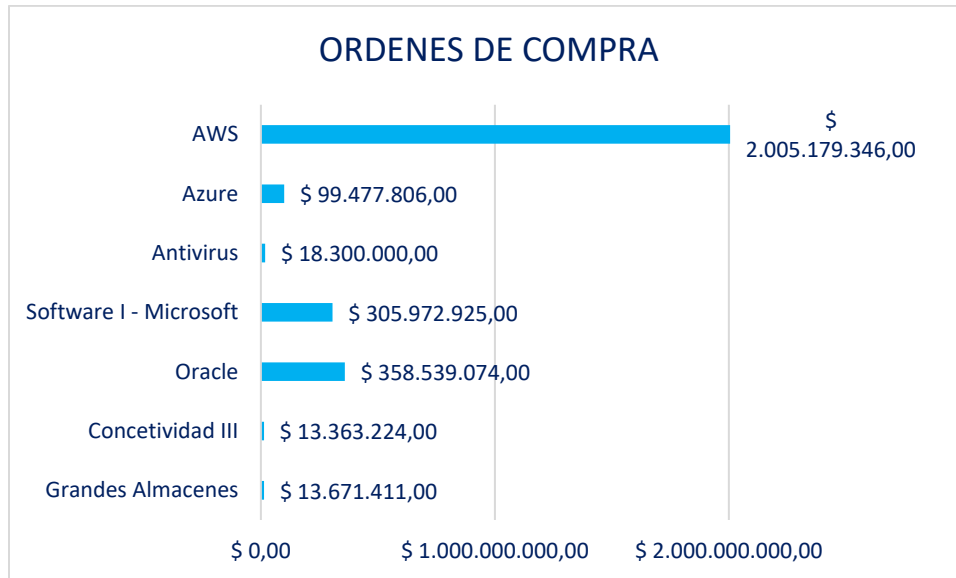 ORDENES DE COMPRA
AWS
$
2.005.179.346,00
Azure
$ 99.477.806,00
Antivirus
$ 18.300.000,00
Software I - Microsoft
$ 305.972.925,00
Oracle
$ 358.539.074,00
Concetividad III
$ 13.363.224,00
Grandes Almacenes
$ 13.671.411,00
$ 0,00
$ 1.000.000.000,00
$ 2.000.000.000,00